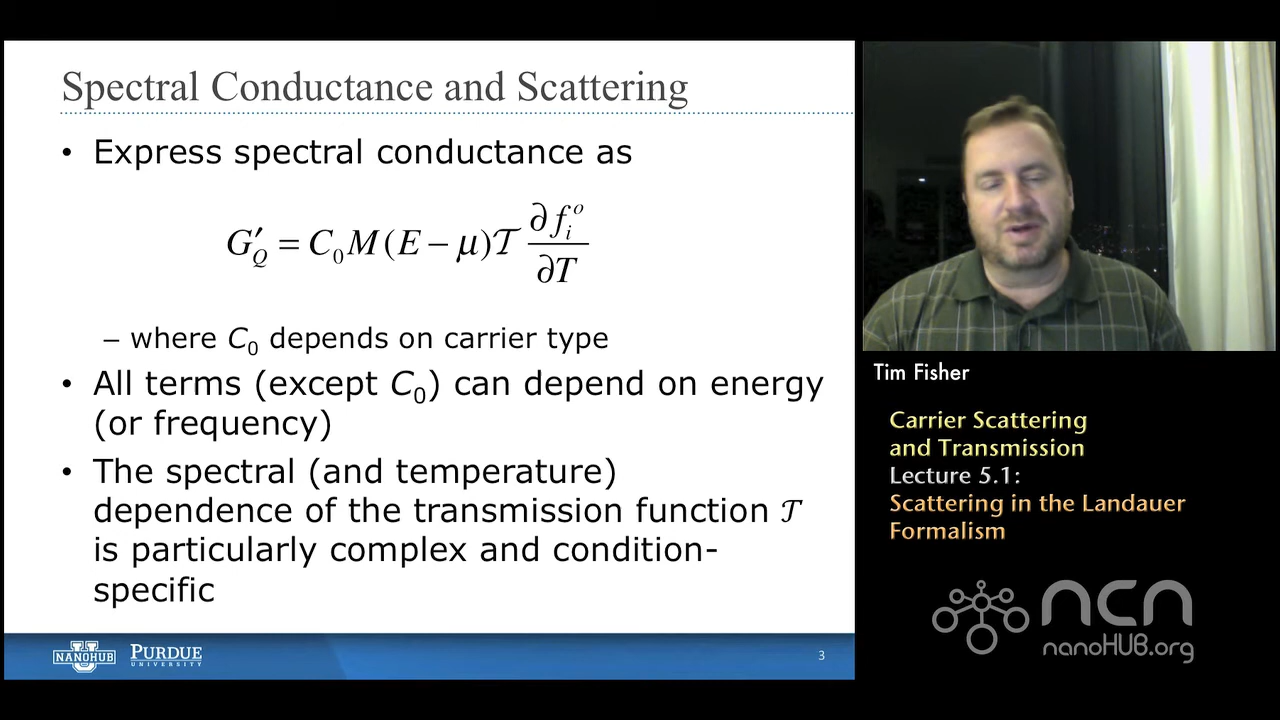 Spectral Conductance and Scattering
• Express spectral conductance as
G′_Q = C₀M(E − μ)𝒯 ∂f_i^o / ∂T
– where C₀ depends on carrier type
• All terms (except C₀) can depend on energy
(or frequency)
• The spectral (and temperature)
dependence of the transmission function 𝒯
is particularly complex and condition-
specific
NANOHUB
PURDUE
UNIVERSITY
3
Tim Fisher
Carrier Scattering
and Transmission
Lecture 5.1:
Scattering in the Landauer
Formalism
ncn
nanoHUB.org